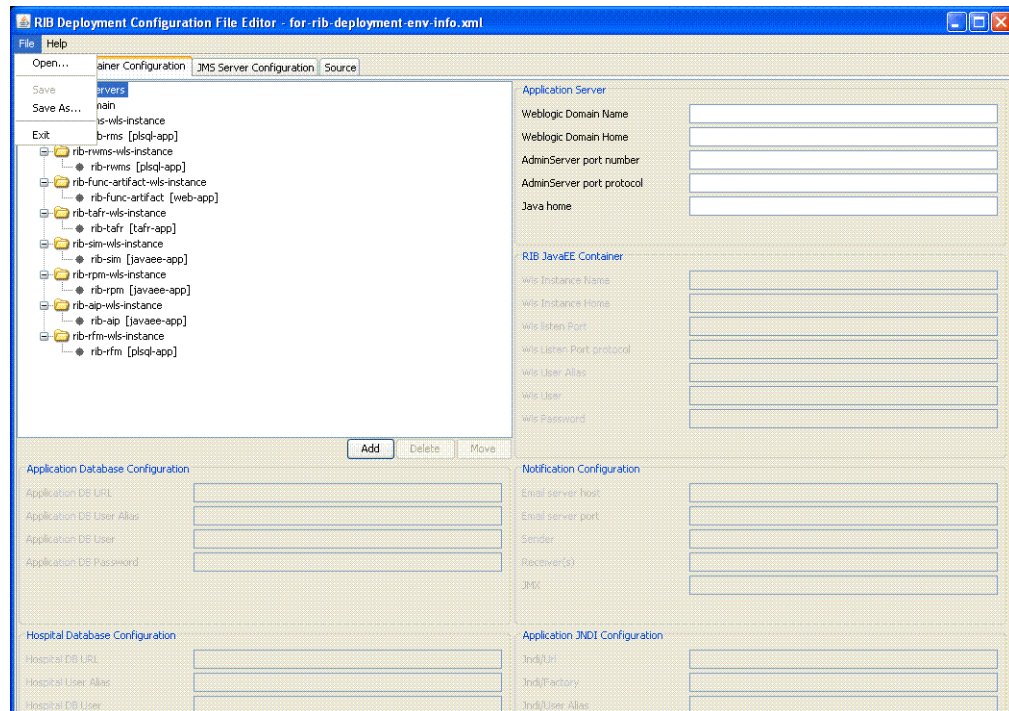 RIB Deployment Configuration File Editor - for-rib-deployment-env-info.xml
File Help
Open...
Save
Save As...
Exit
ainer Configuration
JMS Server Configuration
Source
ervers
main
ms-wls-instance
b-rms [plsql-app]
rib-rwms-wls-instance
rib-rwms [plsql-app]
rib-func-artifact-wls-instance
rib-func-artifact [web-app]
rib-tafr-wls-instance
rib-tafr [tafr-app]
rib-sim-wls-instance
rib-sim [javaee-app]
rib-rpm-wls-instance
rib-rpm [javaee-app]
rib-aip-wls-instance
rib-aip [javaee-app]
rib-rfm-wls-instance
rib-rfm [plsql-app]
Add
Delete
Move
Application Server
Weblogic Domain Name
Weblogic Domain Home
AdminServer port number
AdminServer port protocol
Java home
RIB JavaEE Container
Wls Instance Name
Wls Instance Home
Wls listen Port
Wls Listen Port protocol
Wls User Alias
Wls User
Wls Password
Application Database Configuration
Application DB URL
Application DB User Alias
Application DB User
Application DB Password
Notification Configuration
Email server host
Email server port
Sender
Receiver(s)
JMX
Hospital Database Configuration
Hospital DB URL
Hospital User Alias
Hospital DB User
Application JNDI Configuration
Jndi/Url
Jndi/Factory
Jndi/User Alias